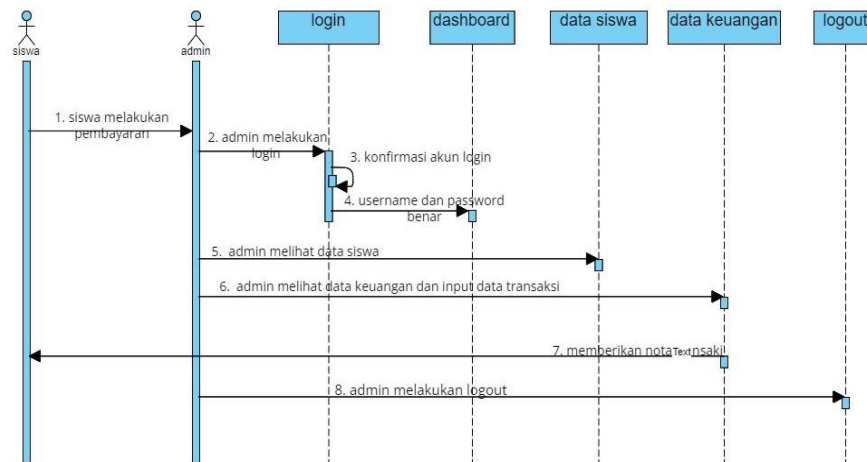 login
dashboard
data siswa
data keuangan
logout
siswa
admin
1. siswa melakukan
pembayaran
2. admin melakukan
login
3. konfirmasi akun login
4. username dan password
benar
5. admin melihat data siswa
6. admin melihat data keuangan dan input data transaksi
7. memberikan nota Text nsaki
8. admin melakukan logout